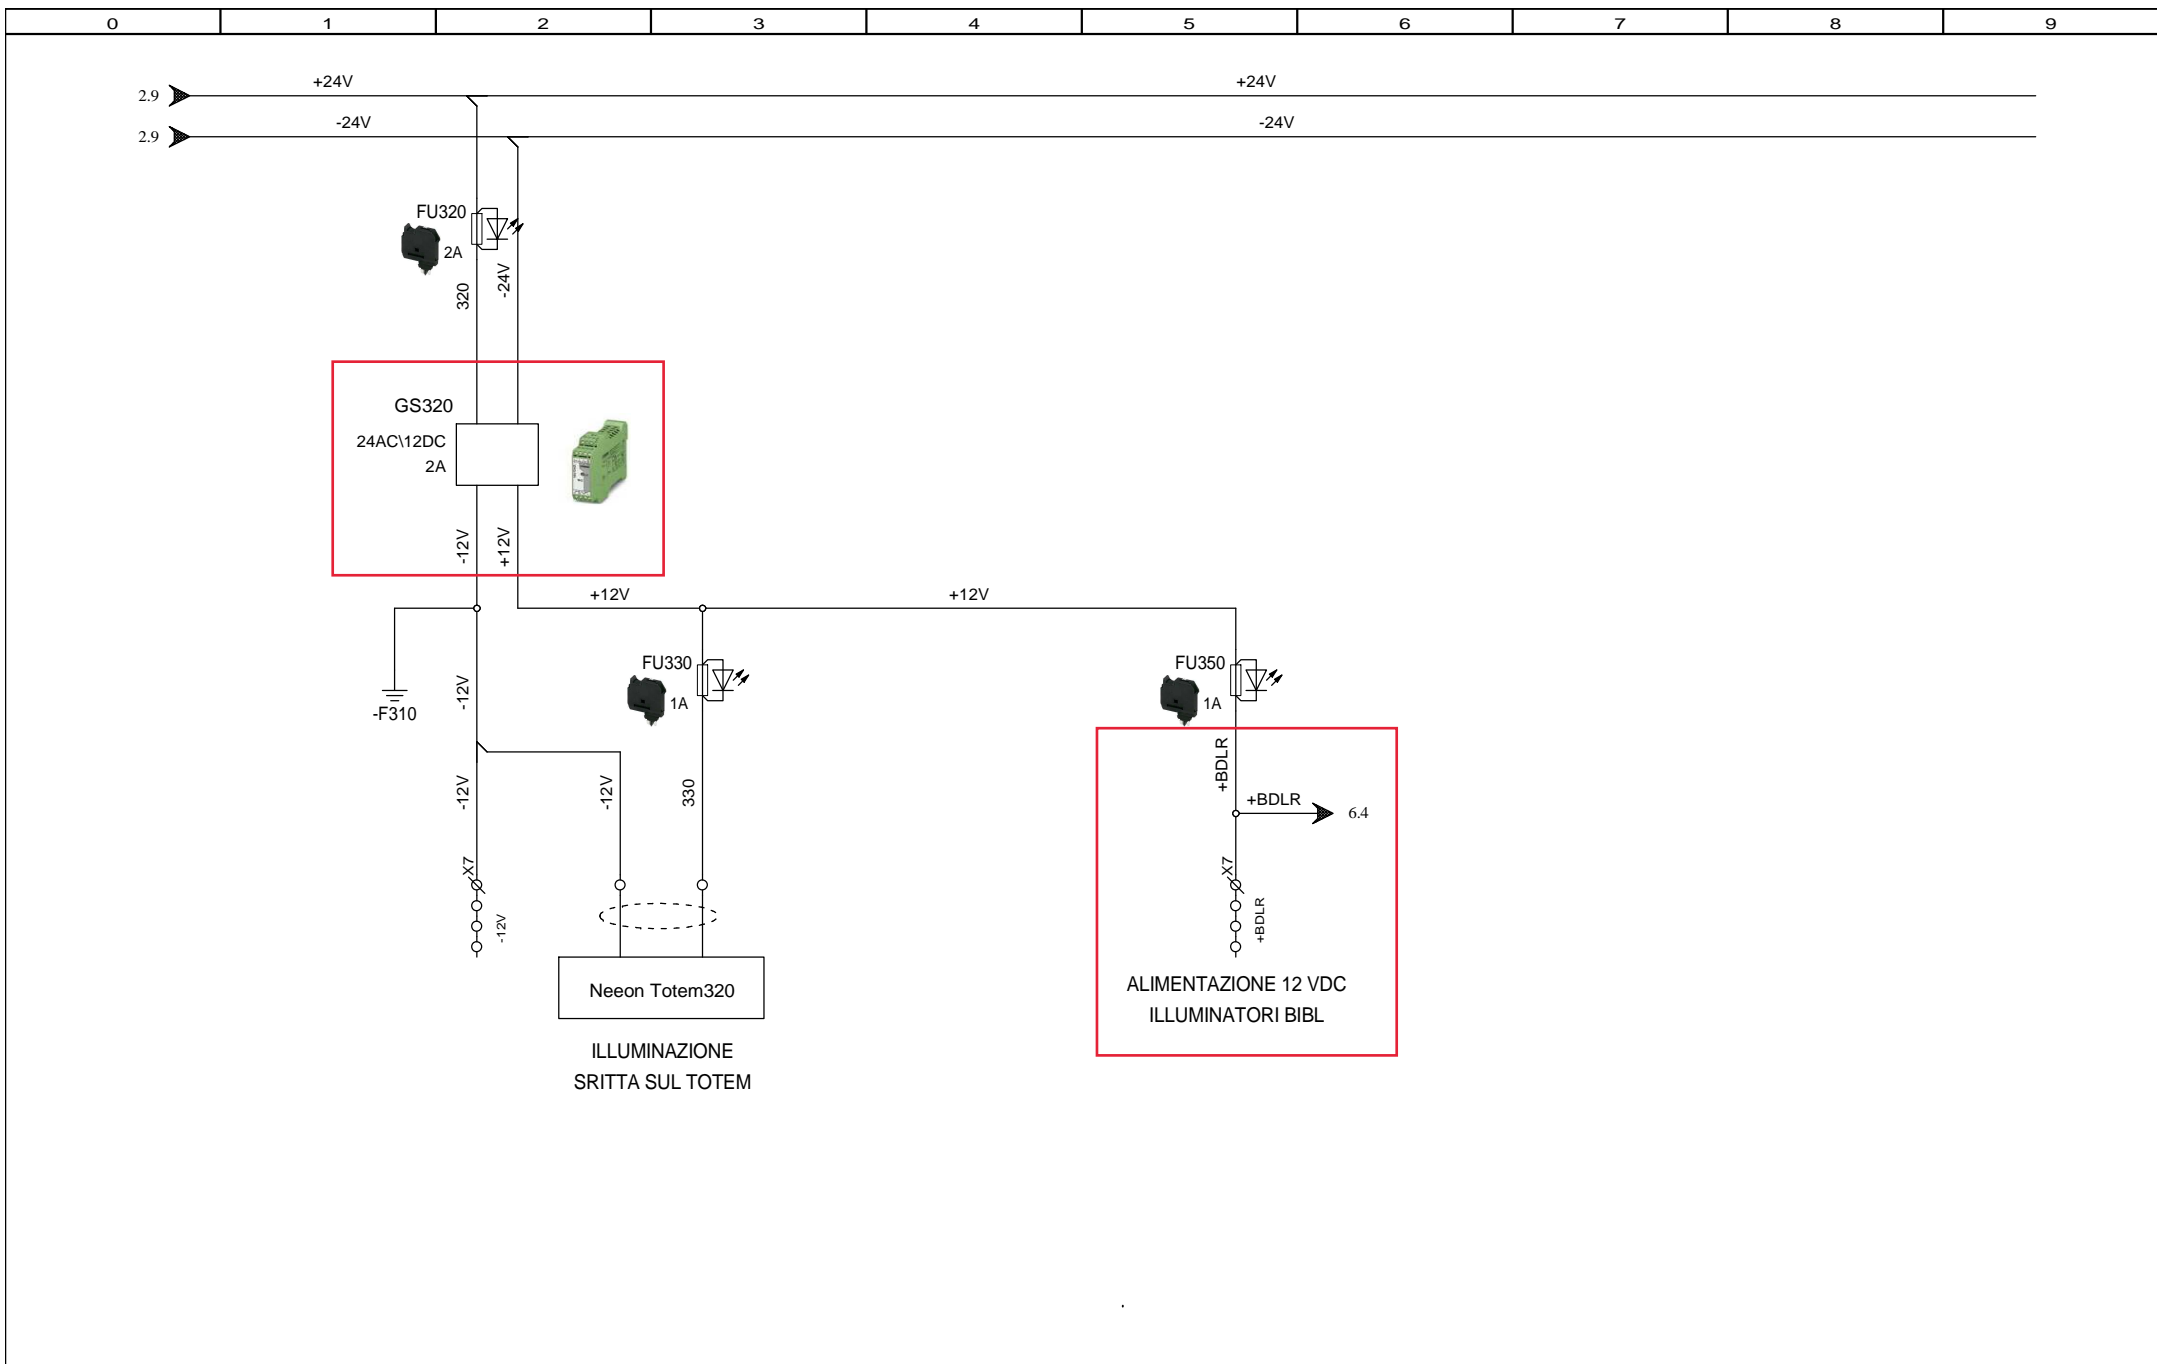 0 1 2 3 4 5 6 7 8 9
+24V +24V
2.9
-24V -24V
2.9
FU320
2A
320
-24V
GS320
24AC\12DC
2A
-12V
+12V
+12V +12V
FU330
1A
FU350
1A
-F310
-12V
+BDLR
-12V
-12V
330
+BDLR
6.4
X7
X7
-12V
+BDLR
Neeon Totem320
ALIMENTAZIONE 12 VDC
ILLUMINATORI BIBL
ILLUMINAZIONE
SRITTA SUL TOTEM